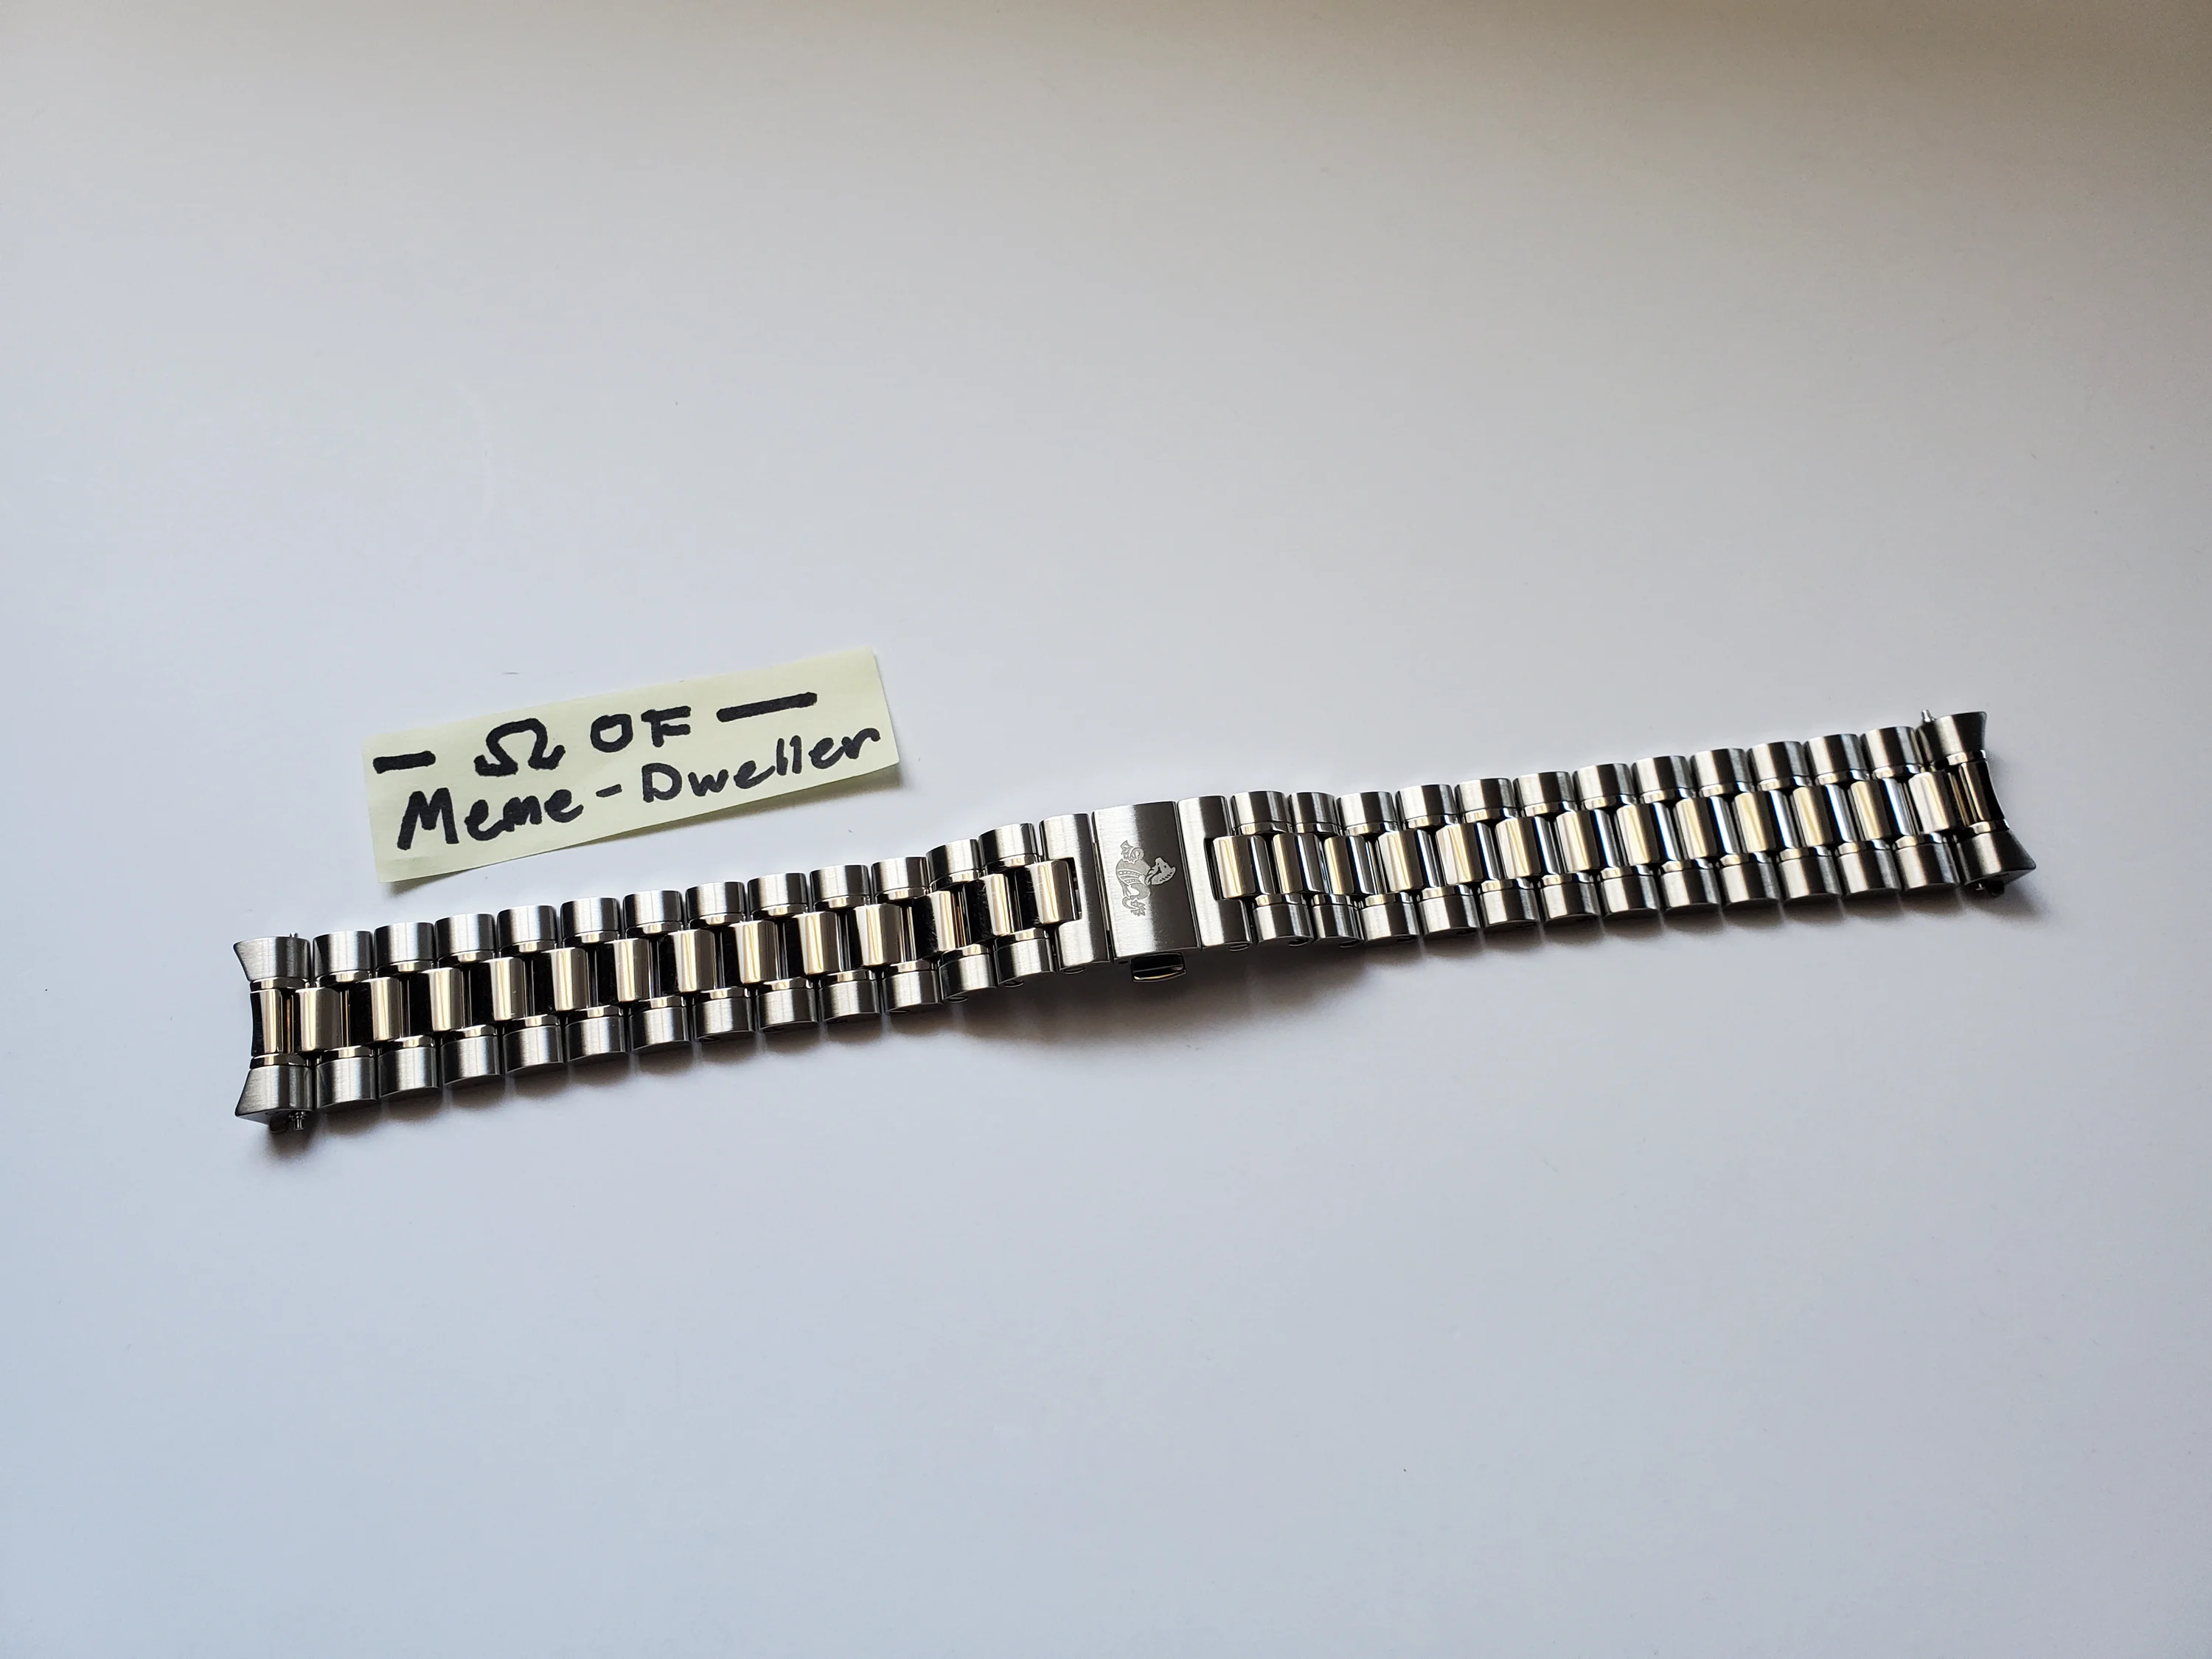 — Ω OF —
Meme-Dweller